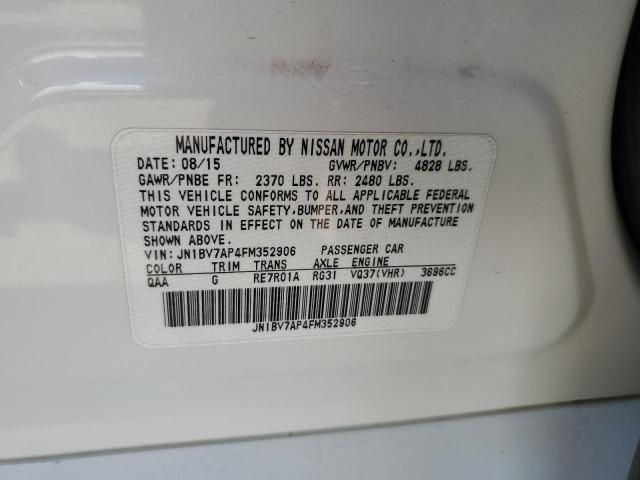 MANUFACTURED BY NISSAN MOTOR CO.,LTD.
DATE: 08/15 GVWR/PNBV: 4828 LBS.
GAWR/PNBE FR: 2370 LBS. RR: 2480 LBS.
THIS VEHICLE CONFORMS TO ALL APPLICABLE FEDERAL
MOTOR VEHICLE SAFETY,BUMPER,AND THEFT PREVENTION
STANDARDS IN EFFECT ON THE DATE OF MANUFACTURE
SHOWN ABOVE.
VIN: JN1BV7AP4FM352906 PASSENGER CAR
COLOR TRIM TRANS AXLE ENGINE
QAA G RE7R01A RG31 VQ37(VHR) 3696CC
JN1BV7AP4FM352906